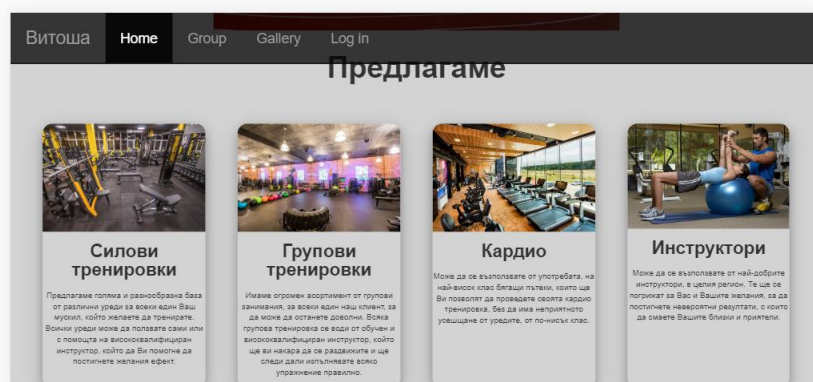 Витоша Home Group Gallery Log in
Предлагаме
Силови
тренировки
Предлагаме голяма и разнообразна база
от различни уреди за всеки един Ваш
мускул, който желаете да тренирате.
Всички уреди може да ползвате сами или
с помощта на висококвалифициран
инструктор, който да Ви помогне да
постигнете желания ефект.
Групови
тренировки
Имаме огромен асортимент от групови
занимания, за всеки един наш клиент, за
да може да останете доволни. Всяка
групова тренировка се води от обучен и
висококвалифициран инструктор, който
ще ви накара да се раздвижите и ще
следи дали изпълнявате всяко
упражнение правилно.
Кардио
Може да се възползвате от употребата, на
най-висок клас бягащи пътеки, които ще
Ви позволят да проведете своята кардио
тренировка, без да има неприятното
усещане от уредите, от по-нисък клас.
Инструктори
Може да се възползвате от най-добрите
инструктори, в целия регион. Те ще се
погрижат за Вас и Вашите желания, за да
постигнете невероятни резултати, с които
да смаете Вашите близки и приятели.